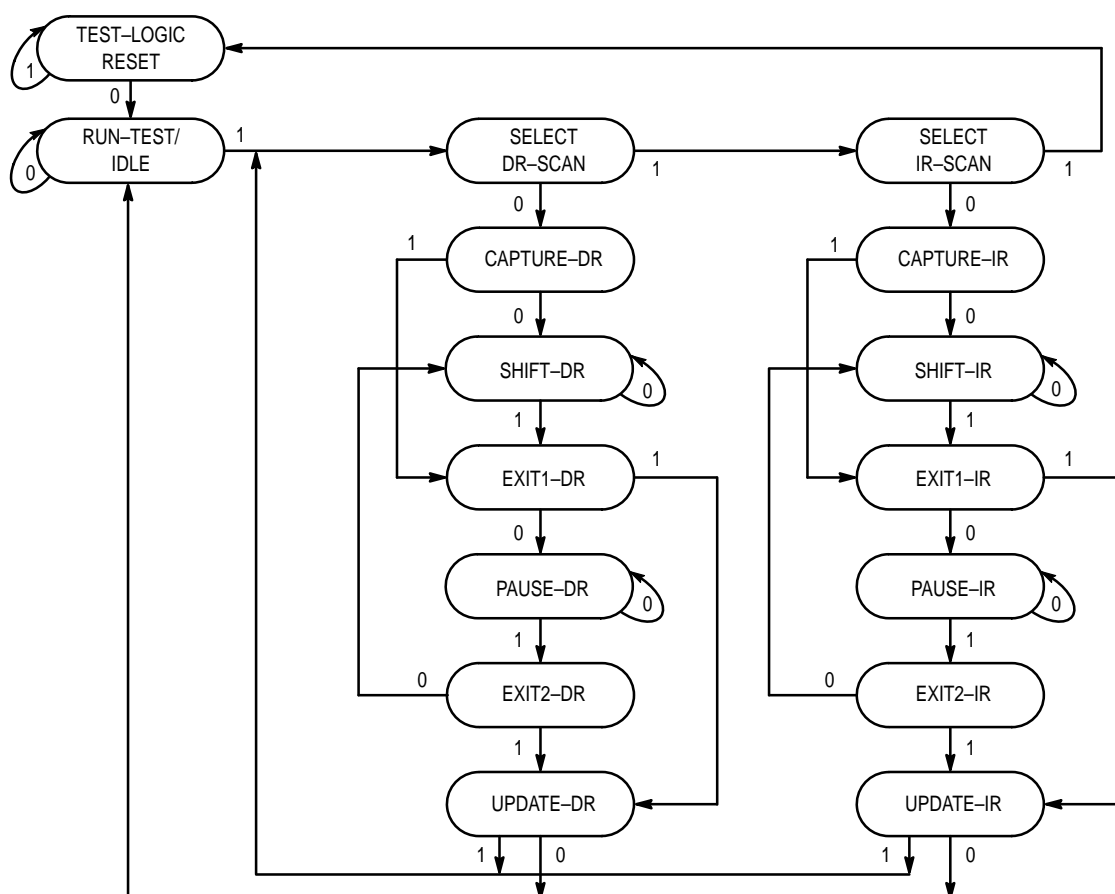 TEST–LOGIC
RESET
1
0
RUN–TEST/
IDLE
0
1
SELECT
DR–SCAN
1
SELECT
IR–SCAN
1
0
0
1
CAPTURE–DR
1
CAPTURE–IR
0
0
SHIFT–DR
0
SHIFT–IR
0
1
1
EXIT1–DR
1
EXIT1–IR
1
0
0
PAUSE–DR
0
PAUSE–IR
0
1
1
0
EXIT2–DR
0
EXIT2–IR
1
1
UPDATE–DR
UPDATE–IR
1
0
1
0